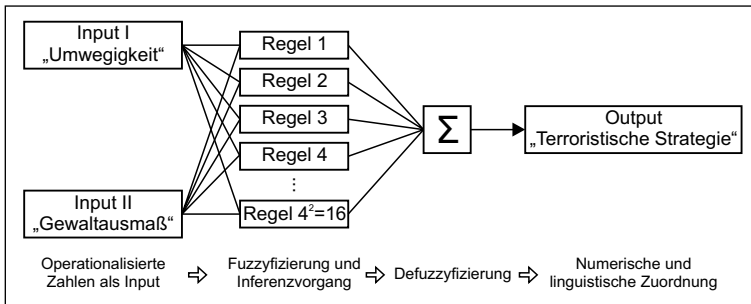 Input I
„Umwegigkeit“
Input II
„Gewaltausmaß“
Regel 1
Regel 2
Regel 3
Regel 4
⋮
Regel 4²=16
Σ
Output
„Terroristische Strategie“
Operationalisierte
Zahlen als Input
Fuzzyfizierung und
Inferenzvorgang
Defuzzyfizierung
Numerische und
linguistische Zuordnung